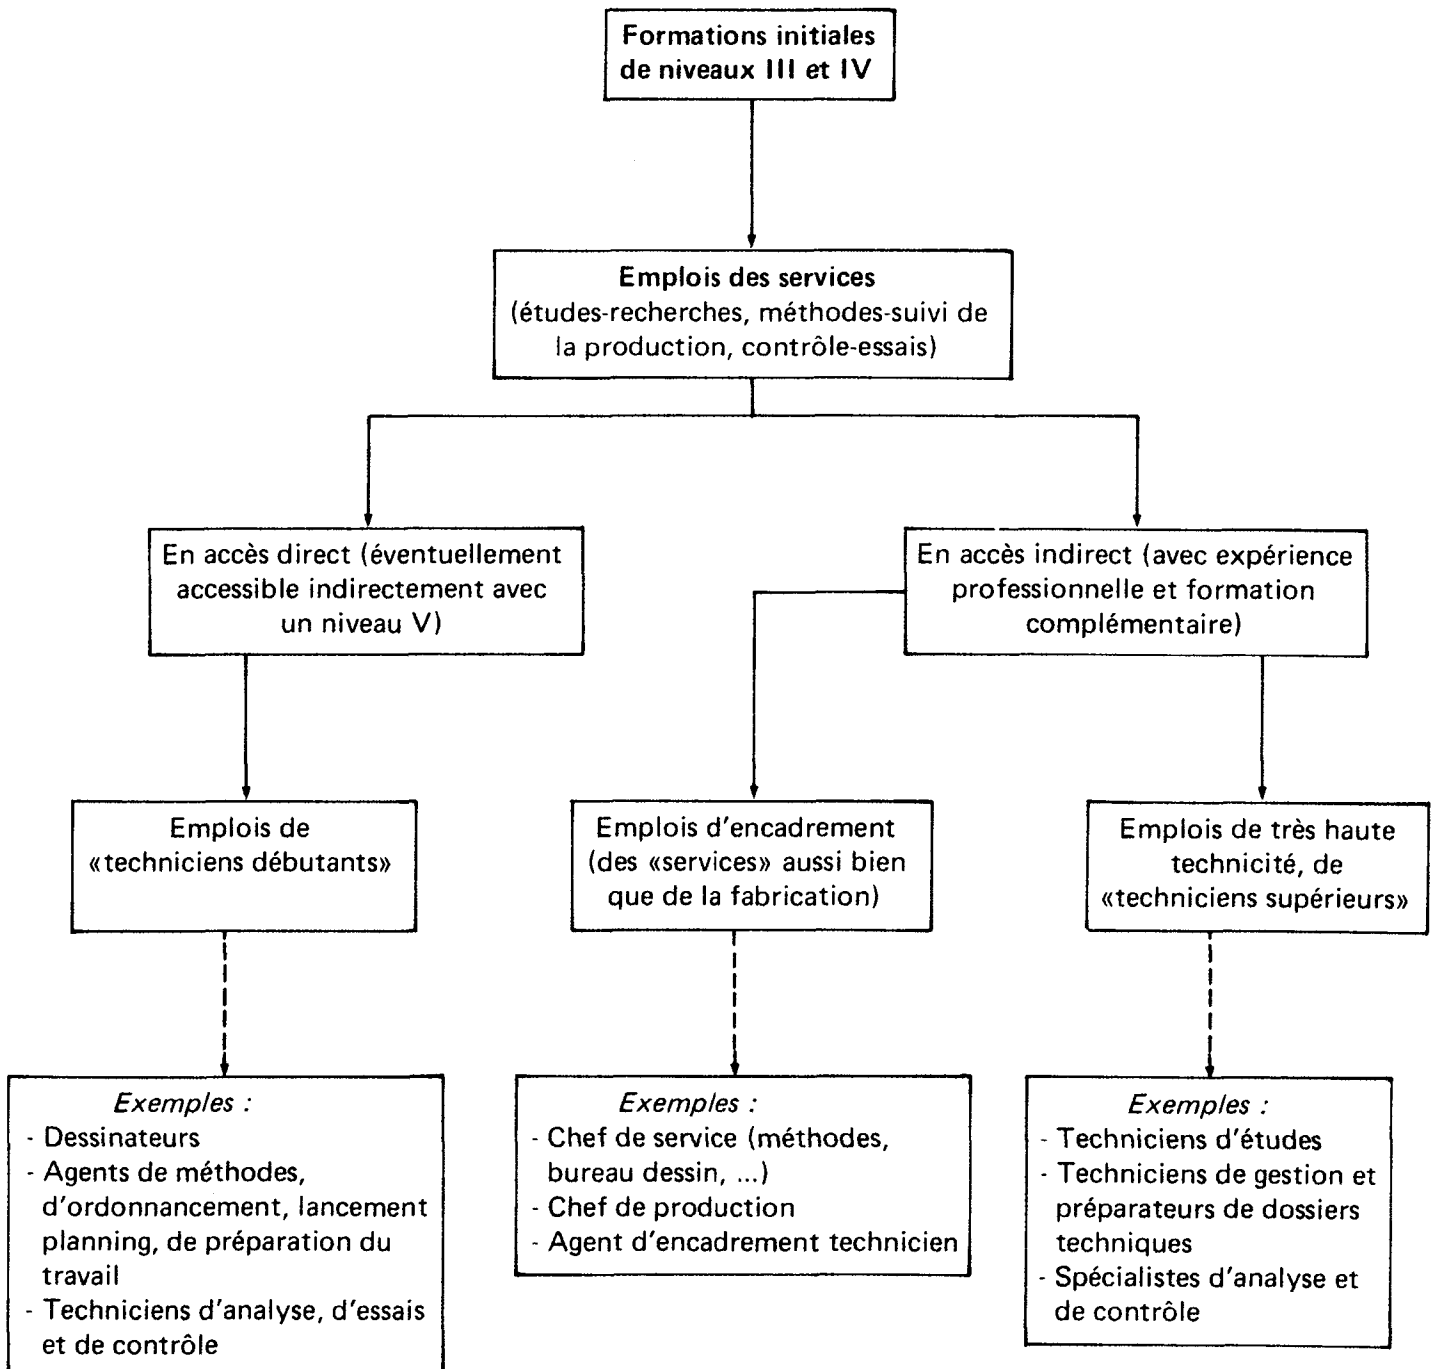 Formations initiales
de niveaux III et IV
Emplois des services
(études-recherches, méthodes-suivi de
la production, contrôle-essais)
En accès direct (éventuellement
accessible indirectement avec
un niveau V)
En accès indirect (avec expérience
professionnelle et formation
complémentaire)
Emplois de
«techniciens débutants»
Emplois d'encadrement
(des «services» aussi bien
que de la fabrication)
Emplois de très haute
technicité, de
«techniciens supérieurs»
Exemples :
- Dessinateurs
- Agents de méthodes,
d'ordonnancement, lancement
planning, de préparation du
travail
- Techniciens d'analyse, d'essais
et de contrôle
Exemples :
- Chef de service (méthodes,
bureau dessin, ...)
- Chef de production
- Agent d'encadrement technicien
Exemples :
- Techniciens d'études
- Techniciens de gestion et
préparateurs de dossiers
techniques
- Spécialistes d'analyse et
de contrôle